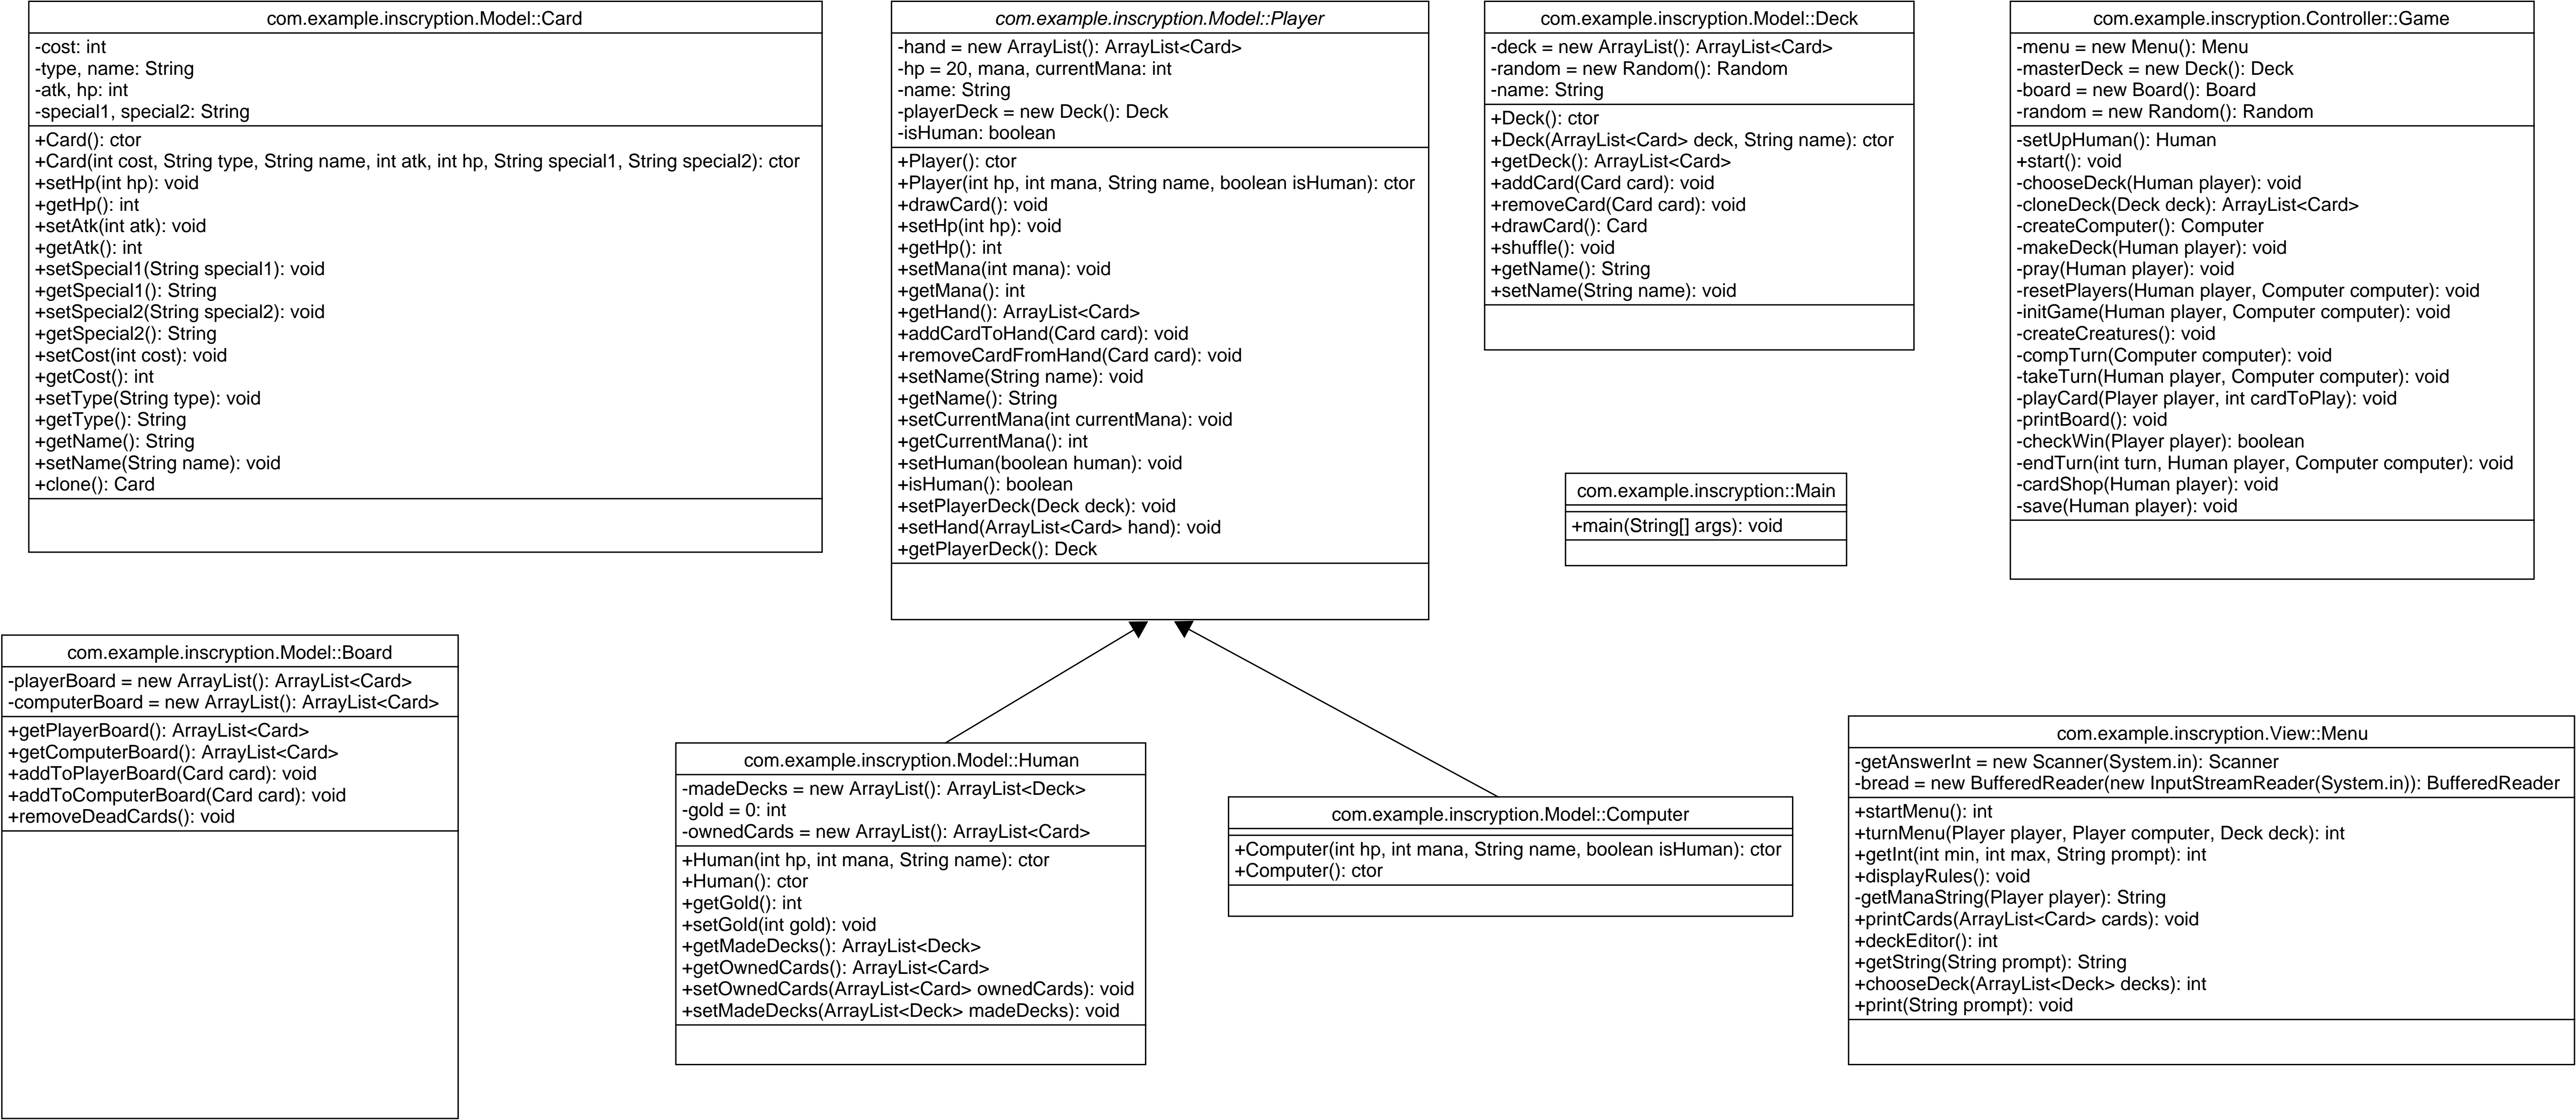 com.example.inscryption.Model::Card
-cost: int
-type, name: String
-atk, hp: int
-special1, special2: String
+Card(): ctor
+Card(int cost, String type, String name, int atk, int hp, String special1, String special2): ctor
+setHp(int hp): void
+getHp(): int
+setAtk(int atk): void
+getAtk(): int
+setSpecial1(String special1): void
+getSpecial1(): String
+setSpecial2(String special2): void
+getSpecial2(): String
+setCost(int cost): void
+getCost(): int
+setType(String type): void
+getType(): String
+getName(): String
+setName(String name): void
+clone(): Card
com.example.inscryption.Model::Player
-hand = new ArrayList(): ArrayList<Card>
-hp = 20, mana, currentMana: int
-name: String
-playerDeck = new Deck(): Deck
-isHuman: boolean
+Player(): ctor
+Player(int hp, int mana, String name, boolean isHuman): ctor
+drawCard(): void
+setHp(int hp): void
+getHp(): int
+setMana(int mana): void
+getMana(): int
+getHand(): ArrayList<Card>
+addCardToHand(Card card): void
+removeCardFromHand(Card card): void
+setName(String name): void
+getName(): String
+setCurrentMana(int currentMana): void
+getCurrentMana(): int
+setHuman(boolean human): void
+isHuman(): boolean
+setPlayerDeck(Deck deck): void
+setHand(ArrayList<Card> hand): void
+getPlayerDeck(): Deck
com.example.inscryption.Model::Deck
-deck = new ArrayList(): ArrayList<Card>
-random = new Random(): Random
-name: String
+Deck(): ctor
+Deck(ArrayList<Card> deck, String name): ctor
+getDeck(): ArrayList<Card>
+addCard(Card card): void
+removeCard(Card card): void
+drawCard(): Card
+shuffle(): void
+getName(): String
+setName(String name): void
com.example.inscryption.Controller::Game
-menu = new Menu(): Menu
-masterDeck = new Deck(): Deck
-board = new Board(): Board
-random = new Random(): Random
-setUpHuman(): Human
+start(): void
-chooseDeck(Human player): void
-cloneDeck(Deck deck): ArrayList<Card>
-createComputer(): Computer
-makeDeck(Human player): void
-pray(Human player): void
-resetPlayers(Human player, Computer computer): void
-initGame(Human player, Computer computer): void
-createCreatures(): void
-compTurn(Computer computer): void
-takeTurn(Human player, Computer computer): void
-playCard(Player player, int cardToPlay): void
-printBoard(): void
-checkWin(Player player): boolean
-endTurn(int turn, Human player, Computer computer): void
-cardShop(Human player): void
-save(Human player): void
com.example.inscryption::Main
+main(String[] args): void
com.example.inscryption.Model::Board
-playerBoard = new ArrayList(): ArrayList<Card>
-computerBoard = new ArrayList(): ArrayList<Card>
+getPlayerBoard(): ArrayList<Card>
+getComputerBoard(): ArrayList<Card>
+addToPlayerBoard(Card card): void
+addToComputerBoard(Card card): void
+removeDeadCards(): void
com.example.inscryption.Model::Human
-madeDecks = new ArrayList(): ArrayList<Deck>
-gold = 0: int
-ownedCards = new ArrayList(): ArrayList<Card>
+Human(int hp, int mana, String name): ctor
+Human(): ctor
+getGold(): int
+setGold(int gold): void
+getMadeDecks(): ArrayList<Deck>
+getOwnedCards(): ArrayList<Card>
+setOwnedCards(ArrayList<Card> ownedCards): void
+setMadeDecks(ArrayList<Deck> madeDecks): void
com.example.inscryption.Model::Computer
+Computer(int hp, int mana, String name, boolean isHuman): ctor
+Computer(): ctor
com.example.inscryption.View::Menu
-getAnswerInt = new Scanner(System.in): Scanner
-bread = new BufferedReader(new InputStreamReader(System.in)): BufferedReader
+startMenu(): int
+turnMenu(Player player, Player computer, Deck deck): int
+getInt(int min, int max, String prompt): int
+displayRules(): void
-getManaString(Player player): String
+printCards(ArrayList<Card> cards): void
+deckEditor(): int
+getString(String prompt): String
+chooseDeck(ArrayList<Deck> decks): int
+print(String prompt): void